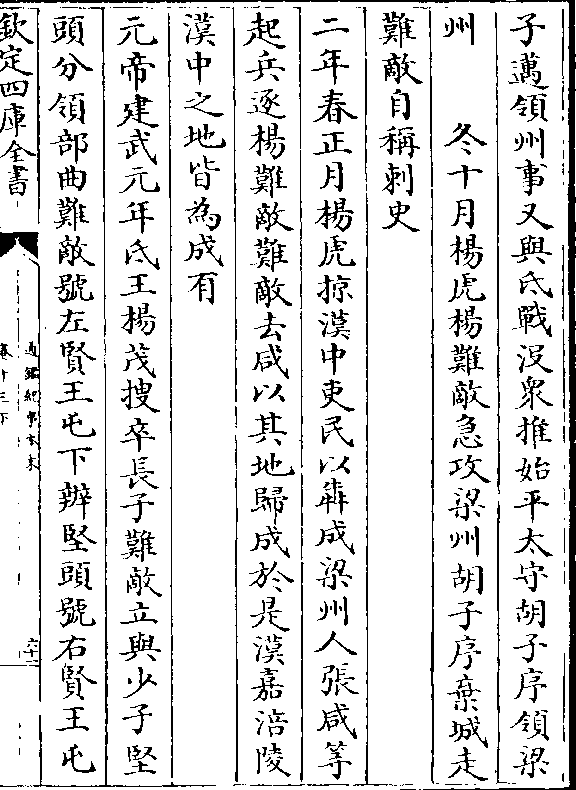 子邁領州事又與氐戰沒衆推始平太守胡子序領梁
州　冬十月楊虎楊難敵急攻梁州胡子序棄城走
難敵自稱刺史
二年春正月楊虎掠漢中吏民以犇成梁州人張咸等
起兵逐楊難敵難敵去咸以其地歸成於是漢嘉涪陵
漢中之地皆為成有
元帝建武元年氐王楊茂搜卒長子難敵立與少子堅
頭分領部曲難敵號左賢王屯下辨堅頭號右賢王屯
欽定四庫全書
通鑑紀事本末
卷十三下
六十二